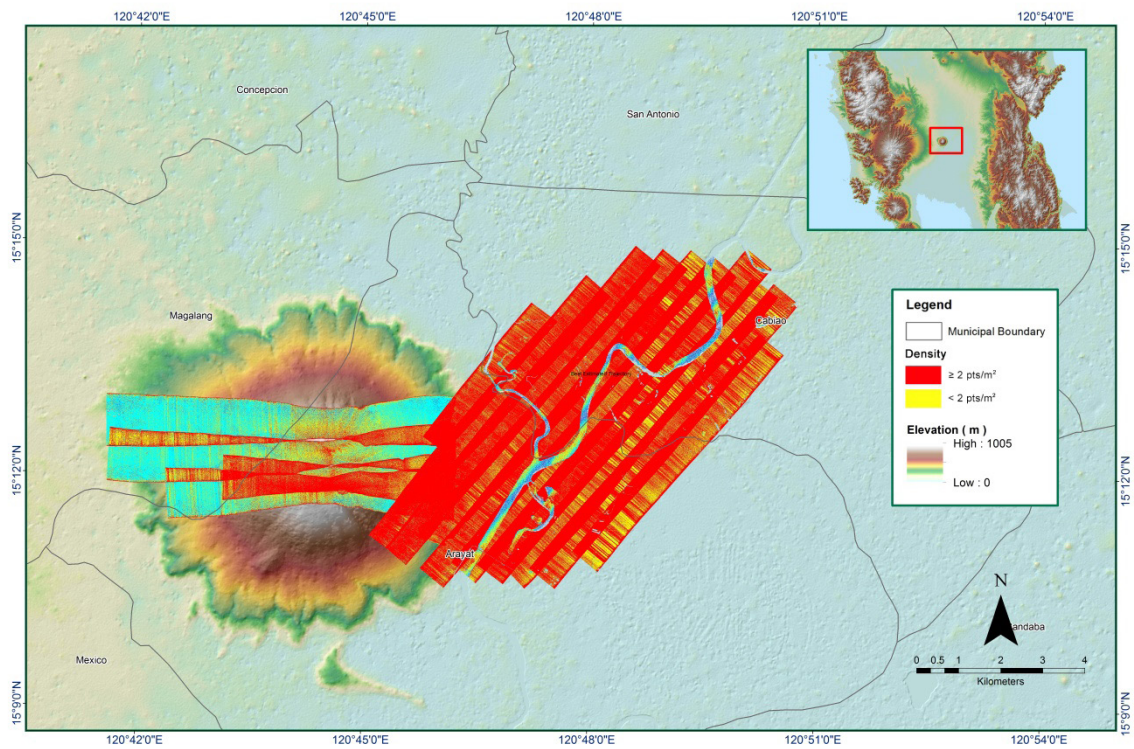 120°42'0"E
120°45'0"E
120°48'0"E
120°51'0"E
120°54'0"E
15°15'0"N
15°12'0"N
15°9'0"N
15°15'0"N
15°12'0"N
15°9'0"N
Concepcion
San Antonio
Magalang
Cabiao
Arayat
Mexico
Legend
Municipal Boundary
Density
≥ 2 pts/m²
< 2 pts/m²
Elevation ( m )
High : 1005
Low : 0
N
andaba
0 0.5 1 2 3 4
Kilometers
120°42'0"E
120°45'0"E
120°48'0"E
120°51'0"E
120°54'0"E